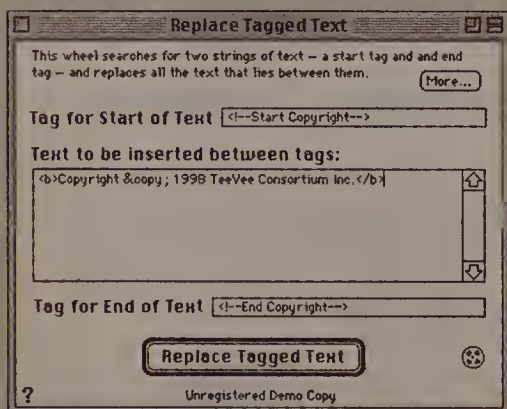 Replace Tagged Text
This wheel searches for two strings of text – a start tag and and end
tag – and replaces all the text that lies between them.
More...
Tag for Start of Text <!--Start Copyright-->
Text to be inserted between tags:
<b>Copyright &copy; 1998 TeeVee Consortium Inc.</b>
Tag for End of Text <!--End Copyright-->
Replace Tagged Text
? Unregistered Demo Copy